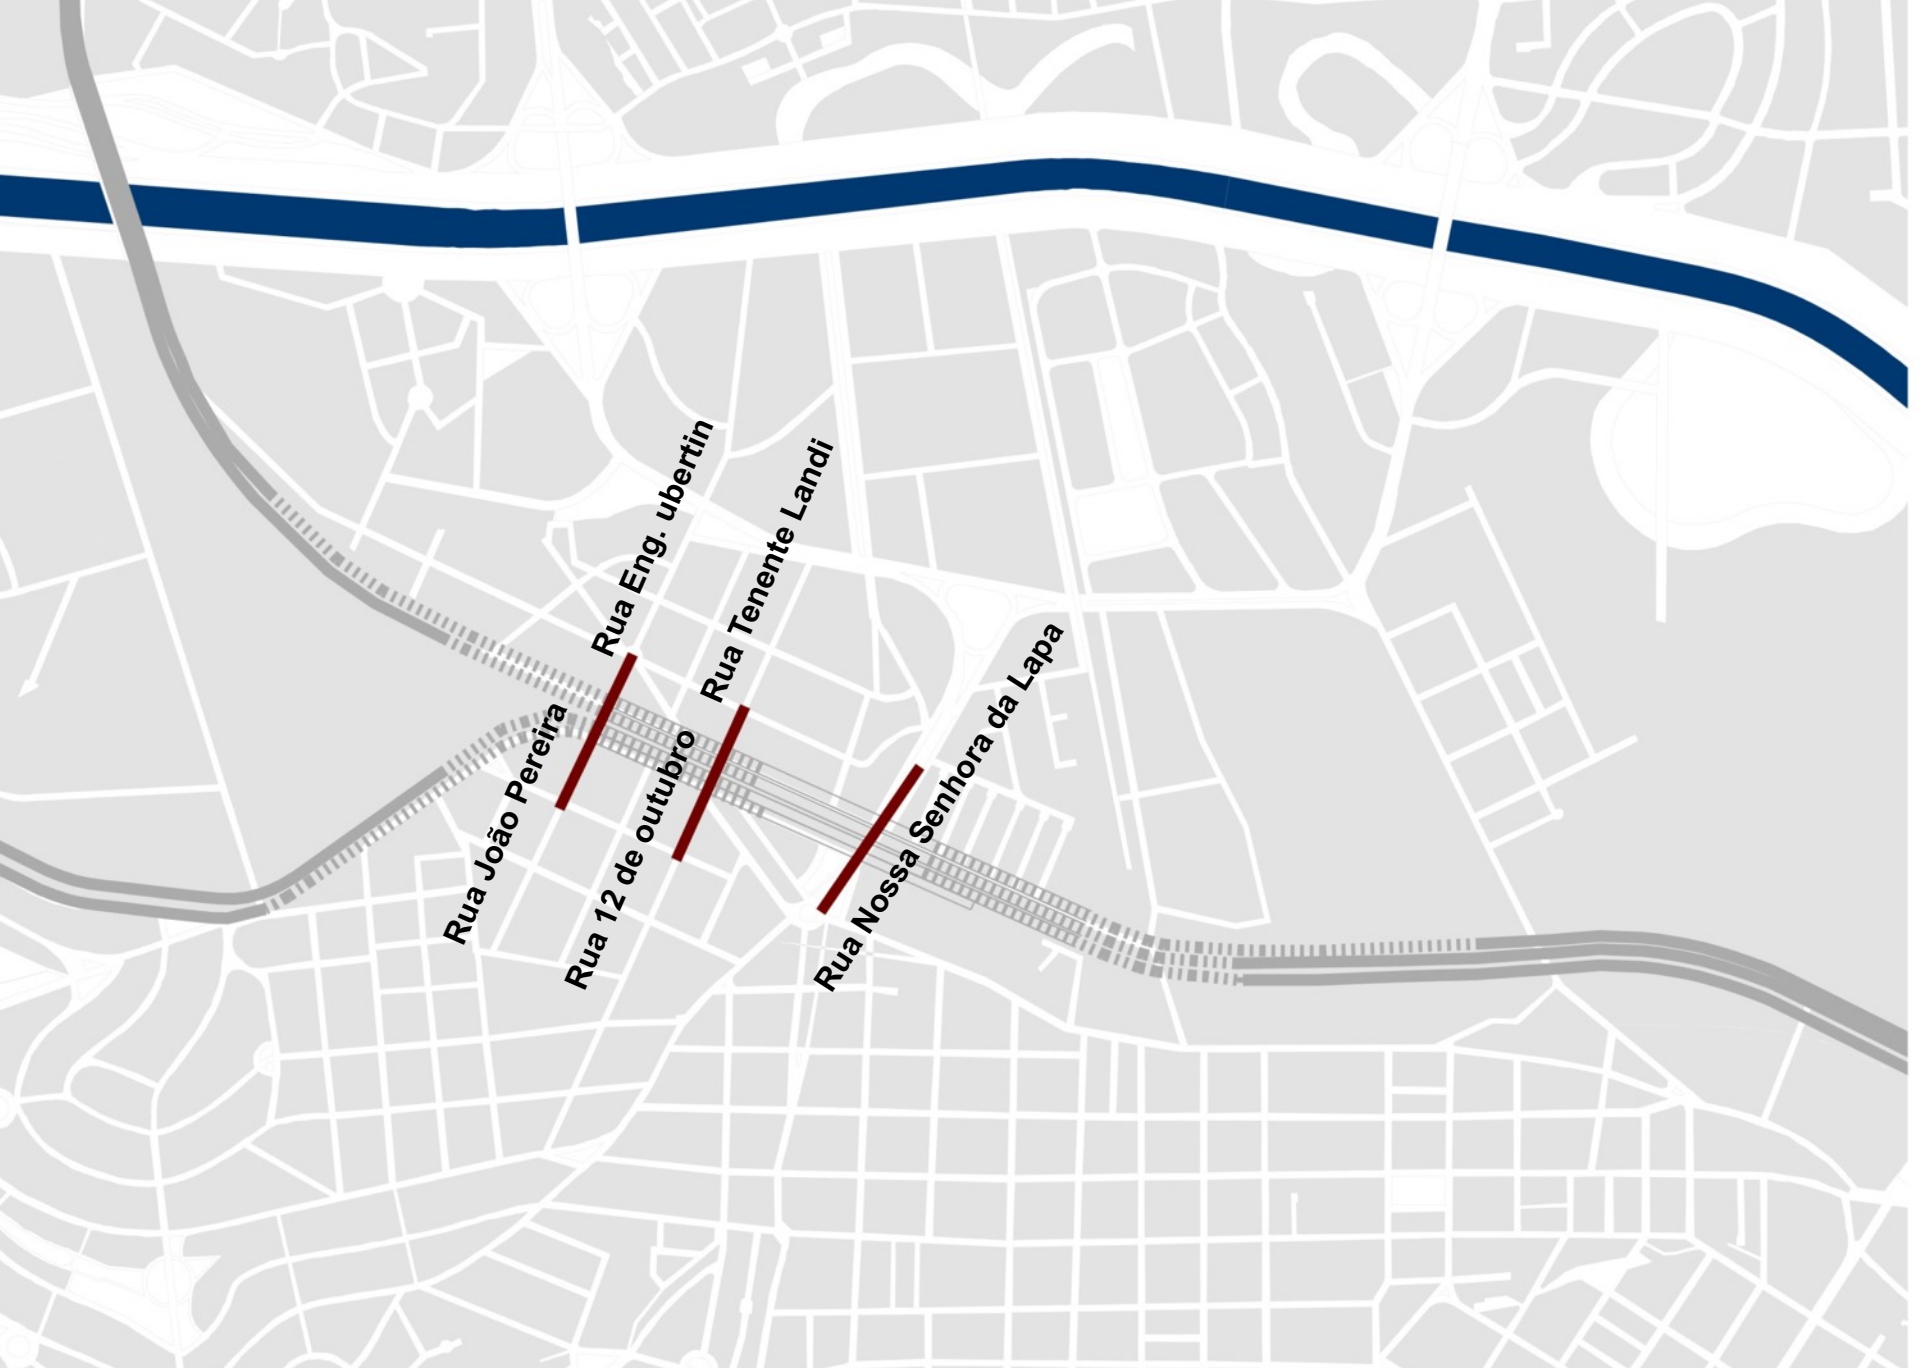 Rua Eng. ubertin
Rua Tenente Landi
Rua João Pereira
Rua 12 de outubro
Rua Nossa Senhora da Lapa